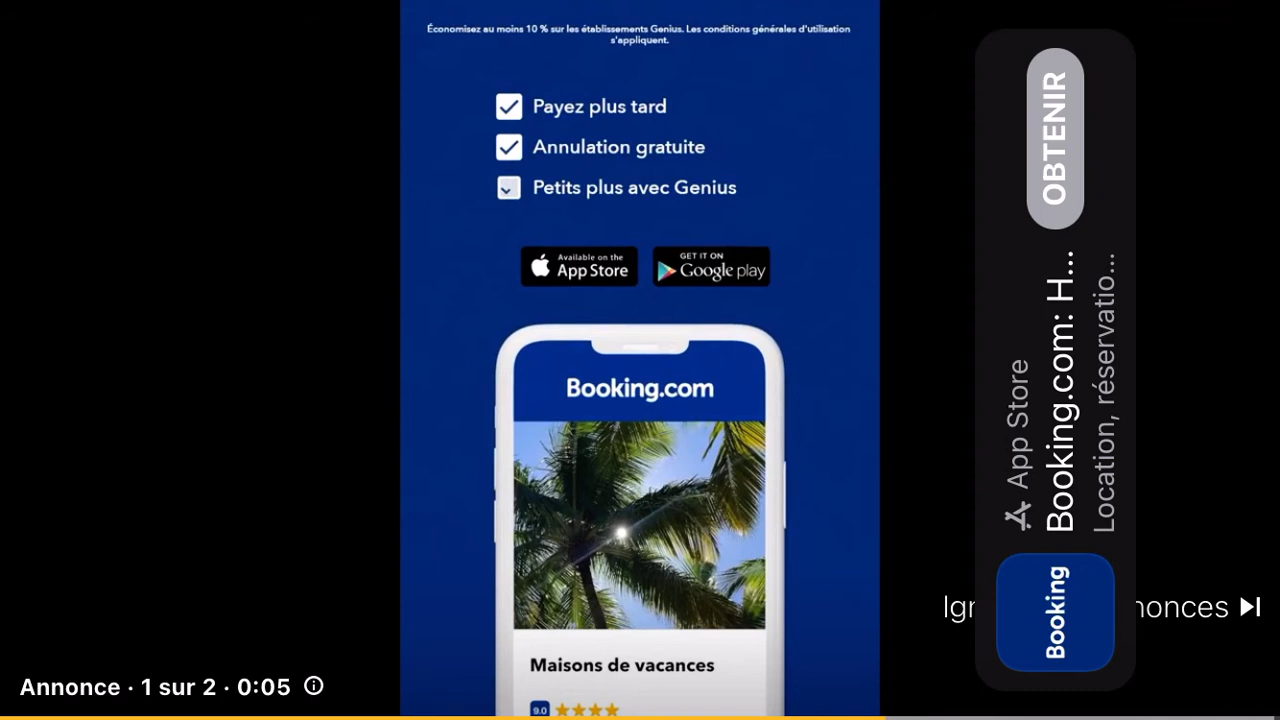 Économisez au moins 10 % sur les établissements Genius. Les conditions générales d'utilisation
s'appliquent.
Payez plus tard
Annulation gratuite
Petits plus avec Genius
Available on the
App Store
GET IT ON
Google play
Booking.com
Maisons de vacances
9.0
App Store
Booking.com: H...
Location, réservatio...
OBTENIR
Booking
Annonce · 1 sur 2 · 0:05